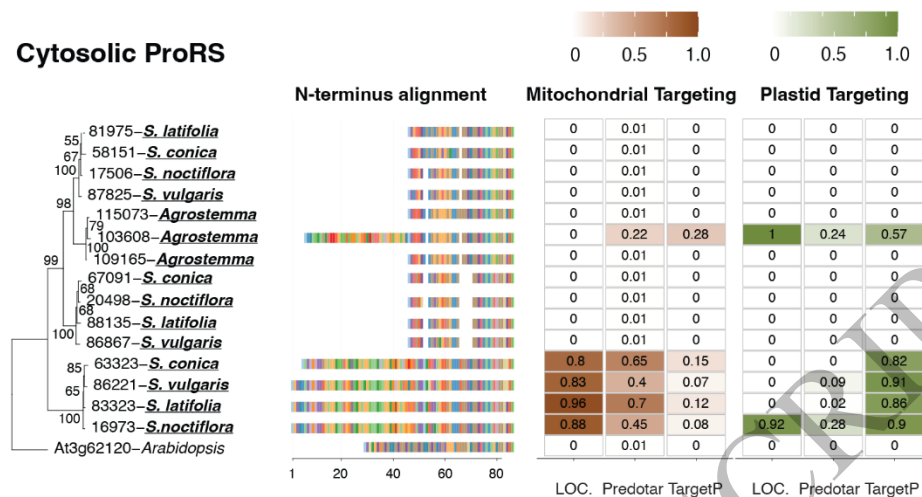 0 0.5 1.0 0 0.5 1.0
Cytosolic ProRS
N-terminus alignment Mitochondrial Targeting Plastid Targeting
81975–S. latifolia 0 0.01 0 0 0 0
55
58151–S. conica 0 0.01 0 0 0 0
67
100 17506–S. noctiflora 0 0.01 0 0 0 0
87825–S. vulgaris 0 0.01 0 0 0 0
98
115073–Agrostemma 0 0.01 0 0 0 0
79
103608–Agrostemma 0 0.22 0.28 1 0.24 0.57
100
109165–Agrostemma 0 0.01 0 0 0 0
99
67091–S. conica 0 0.01 0 0 0 0
68
20498–S. noctiflora 0 0.01 0 0 0 0
68
88135–S. latifolia 0 0.01 0 0 0 0
100
86867–S. vulgaris 0 0.01 0 0 0 0
85 63323–S. conica 0.8 0.65 0.15 0 0 0.82
65 86221–S. vulgaris 0.83 0.4 0.07 0 0.09 0.91
83323–S. latifolia 0.96 0.7 0.12 0 0.02 0.86
100
16973–S.noctiflora 0.88 0.45 0.08 0.92 0.28 0.9
At3g62120–Arabidopsis 0 0.01 0 0 0 0
1 20 40 60 80
LOC. Predotar TargetP LOC. Predotar TargetP
CRIP